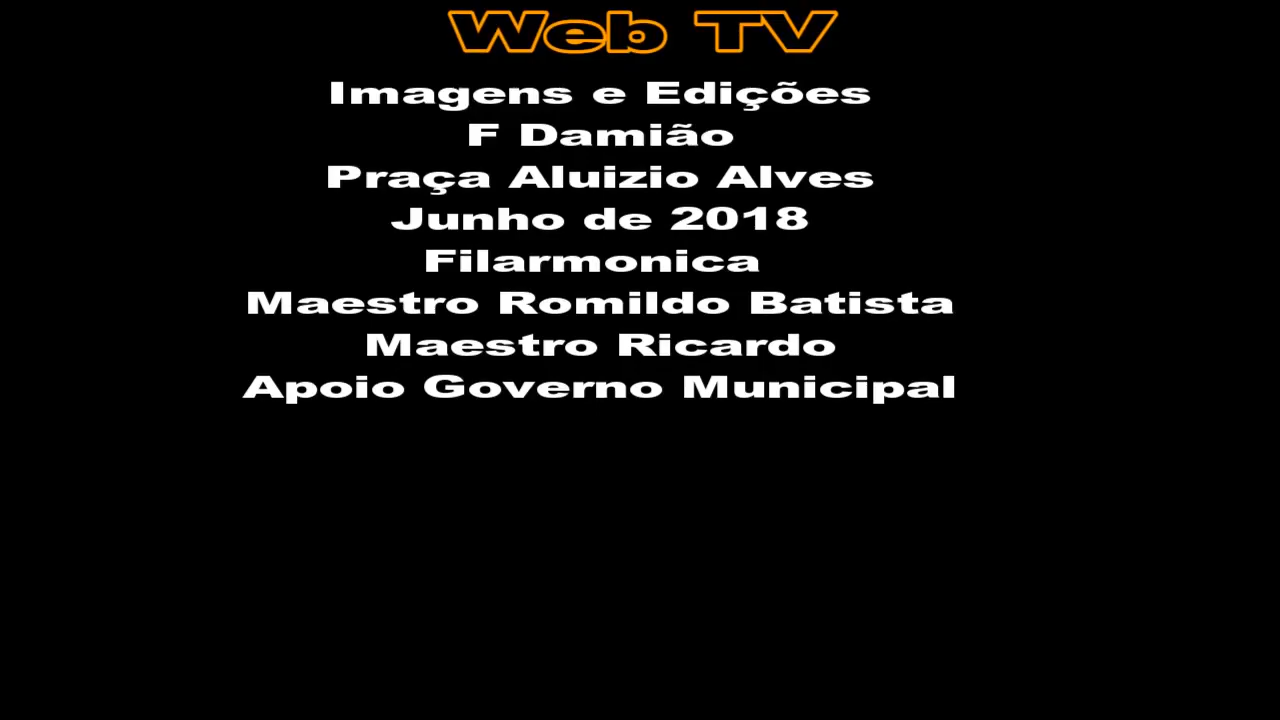 Web TV
Imagens e Edições
F Damião
Praça Aluizio Alves
Junho de 2018
Filarmonica
Maestro Romildo Batista
Maestro Ricardo
Apoio Governo Municipal